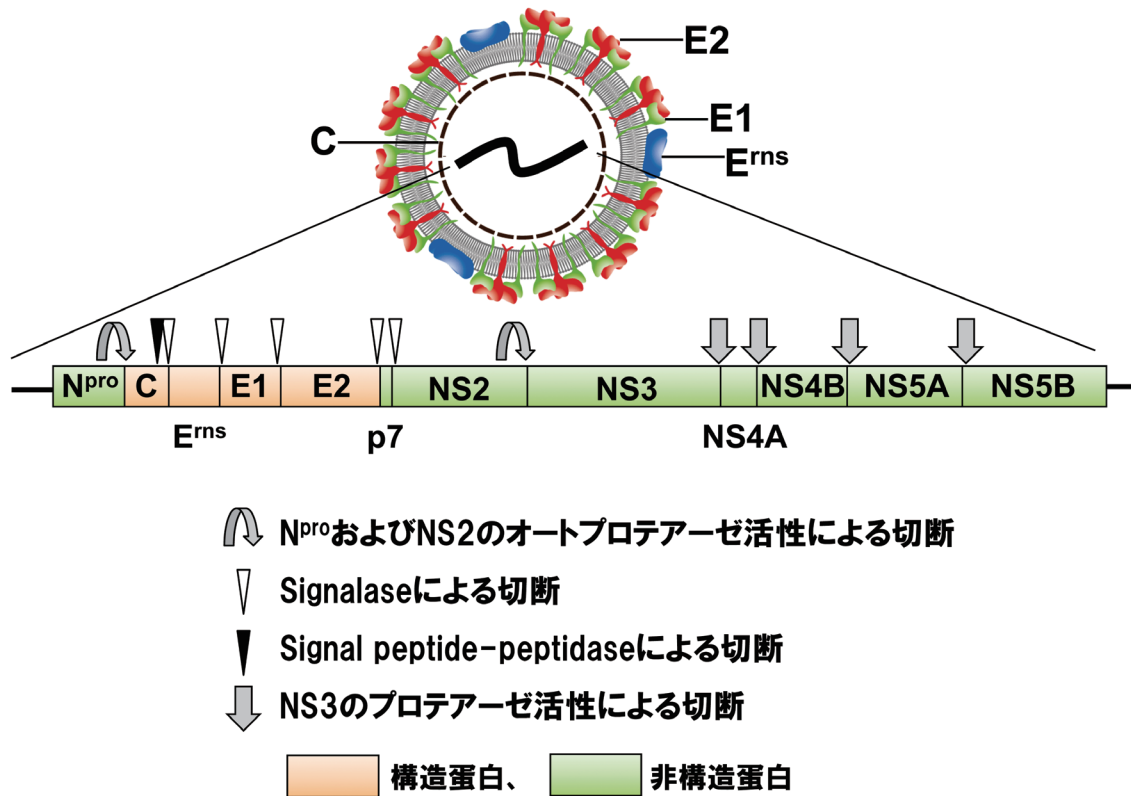 E2
E1
C
Erns
Npro C E1 E2 NS2 NS3 NS4B NS5A NS5B
Erns p7 NS4A
NproおよびNS2のオートプロテアーゼ活性による切断
Signalaseによる切断
Signal peptide-peptidaseによる切断
NS3のプロテアーゼ活性による切断
構造蛋白、 非構造蛋白